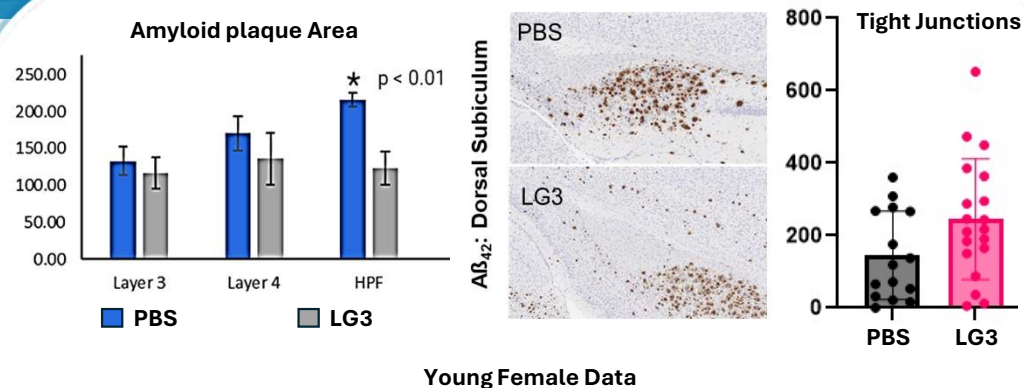 Amyloid plaque Area
250.00
200.00
150.00
100.00
50.00
0.00
* p < 0.01
Layer 3 Layer 4 HPF
PBS LG3
Aß₄₂: Dorsal Subiculum
PBS
LG3
Tight Junctions
800
600
400
200
0
PBS LG3
Young Female Data